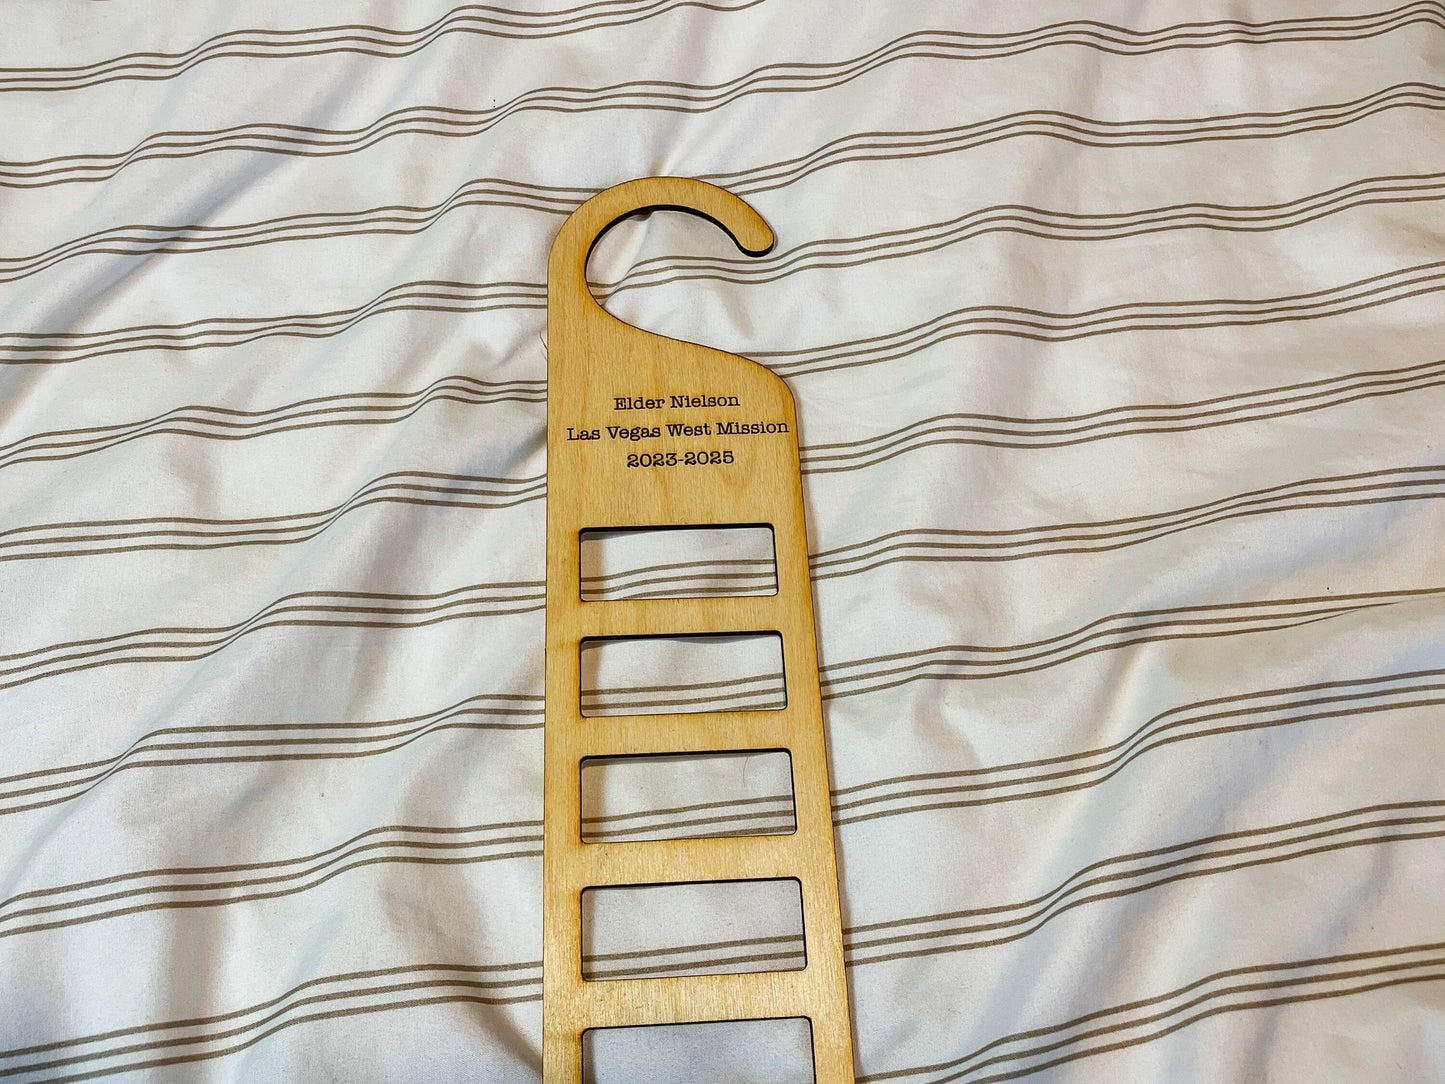 Elder Nielson
Las Vegas West Mission
2023-2025